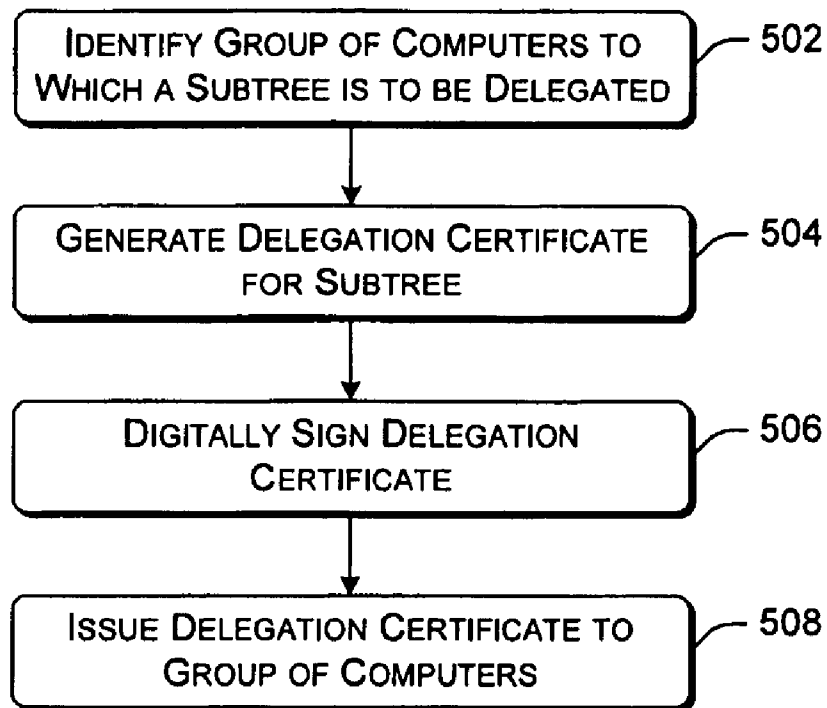 IDENTIFY GROUP OF COMPUTERS TO
WHICH A SUBTREE IS TO BE DELEGATED
502
GENERATE DELEGATION CERTIFICATE
FOR SUBTREE
504
DIGITALLY SIGN DELEGATION
CERTIFICATE
506
ISSUE DELEGATION CERTIFICATE TO
GROUP OF COMPUTERS
508